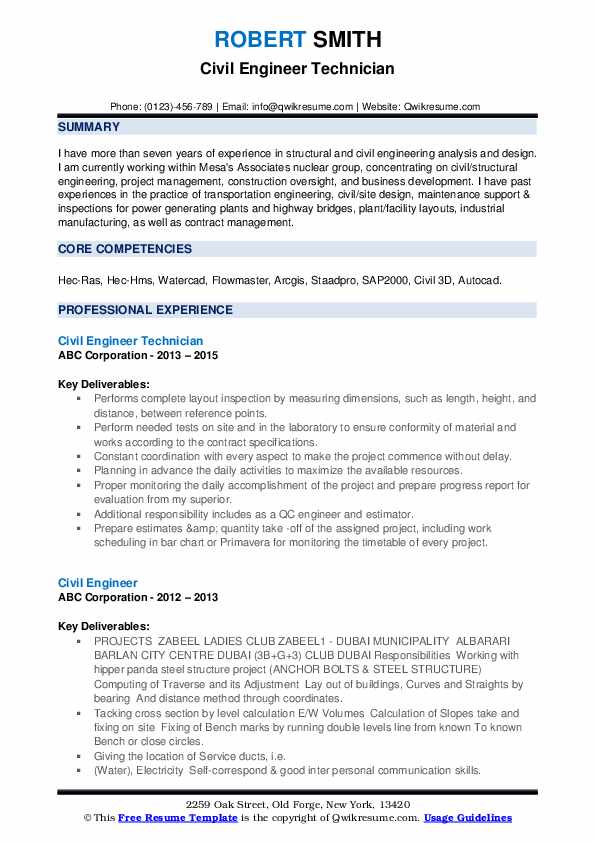 ROBERT SMITH
Civil Engineer Technician
Phone: (0123)-456-789 | Email: info@qwikresume.com | Website: Qwikresume.com
SUMMARY
I have more than seven years of experience in structural and civil engineering analysis and design.
I am currently working within Mesa's Associates nuclear group, concentrating on civil/structural
engineering, project management, construction oversight, and business development. I have past
experiences in the practice of transportation engineering, civil/site design, maintenance support &
inspections for power generating plants and highway bridges, plant/facility layouts, industrial
manufacturing, as well as contract management.
CORE COMPETENCIES
Hec-Ras, Hec-Hms, Watercad, Flowmaster, Arcgis, Staadpro, SAP2000, Civil 3D, Autocad.
PROFESSIONAL EXPERIENCE
Civil Engineer Technician
ABC Corporation - 2013 – 2015
Key Deliverables:
▪ Performs complete layout inspection by measuring dimensions, such as length, height, and
distance, between reference points.
▪ Perform needed tests on site and in the laboratory to ensure conformity of material and
works according to the contract specifications.
▪ Constant coordination with every aspect to make the project commence without delay.
▪ Planning in advance the daily activities to maximize the available resources.
▪ Proper monitoring the daily accomplishment of the project and prepare progress report for
evaluation from my superior.
▪ Additional responsibility includes as a QC engineer and estimator.
▪ Prepare estimates &amp; quantity take -off of the assigned project, including work
scheduling in bar chart or Primavera for monitoring the timetable of every project.
Civil Engineer
ABC Corporation - 2012 – 2013
Key Deliverables:
▪ PROJECTS ZABEEL LADIES CLUB ZABEEL1 - DUBAI MUNICIPALITY ALBARARI
BARLAN CITY CENTRE DUBAI (3B+G+3) CLUB DUBAI Responsibilities Working with
hipper panda steel structure project (ANCHOR BOLTS & STEEL STRUCTURE)
Computing of Traverse and its Adjustment Lay out of buildings, Curves and Straights by
bearing And distance method through coordinates.
▪ Tacking cross section by level calculation E/W Volumes Calculation of Slopes take and
fixing on site Fixing of Bench marks by running double levels line from known To known
Bench or close circles.
▪ Giving the location of Service ducts, i.e.
▪ (Water), Electricity Self-correspond & good inter personal communication skills.
2259 Oak Street, Old Forge, New York, 13420
© This Free Resume Template is the copyright of Qwikresume.com. Usage Guidelines